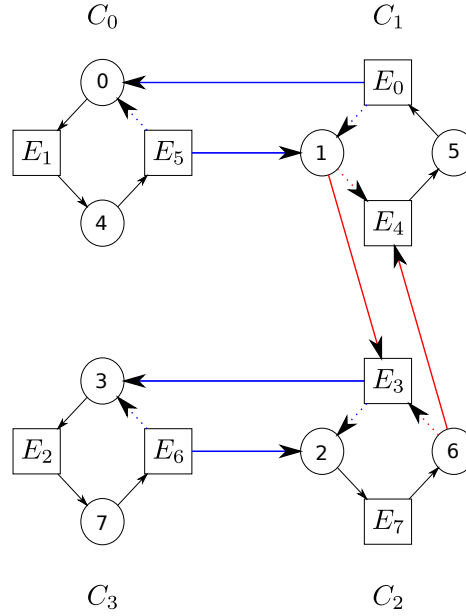 C₀ C₁
0 E₀
E₁ E₅ 1 5
4 E₄
3 E₃
E₂ E₆ 2 6
7 E₇
C₃ C₂